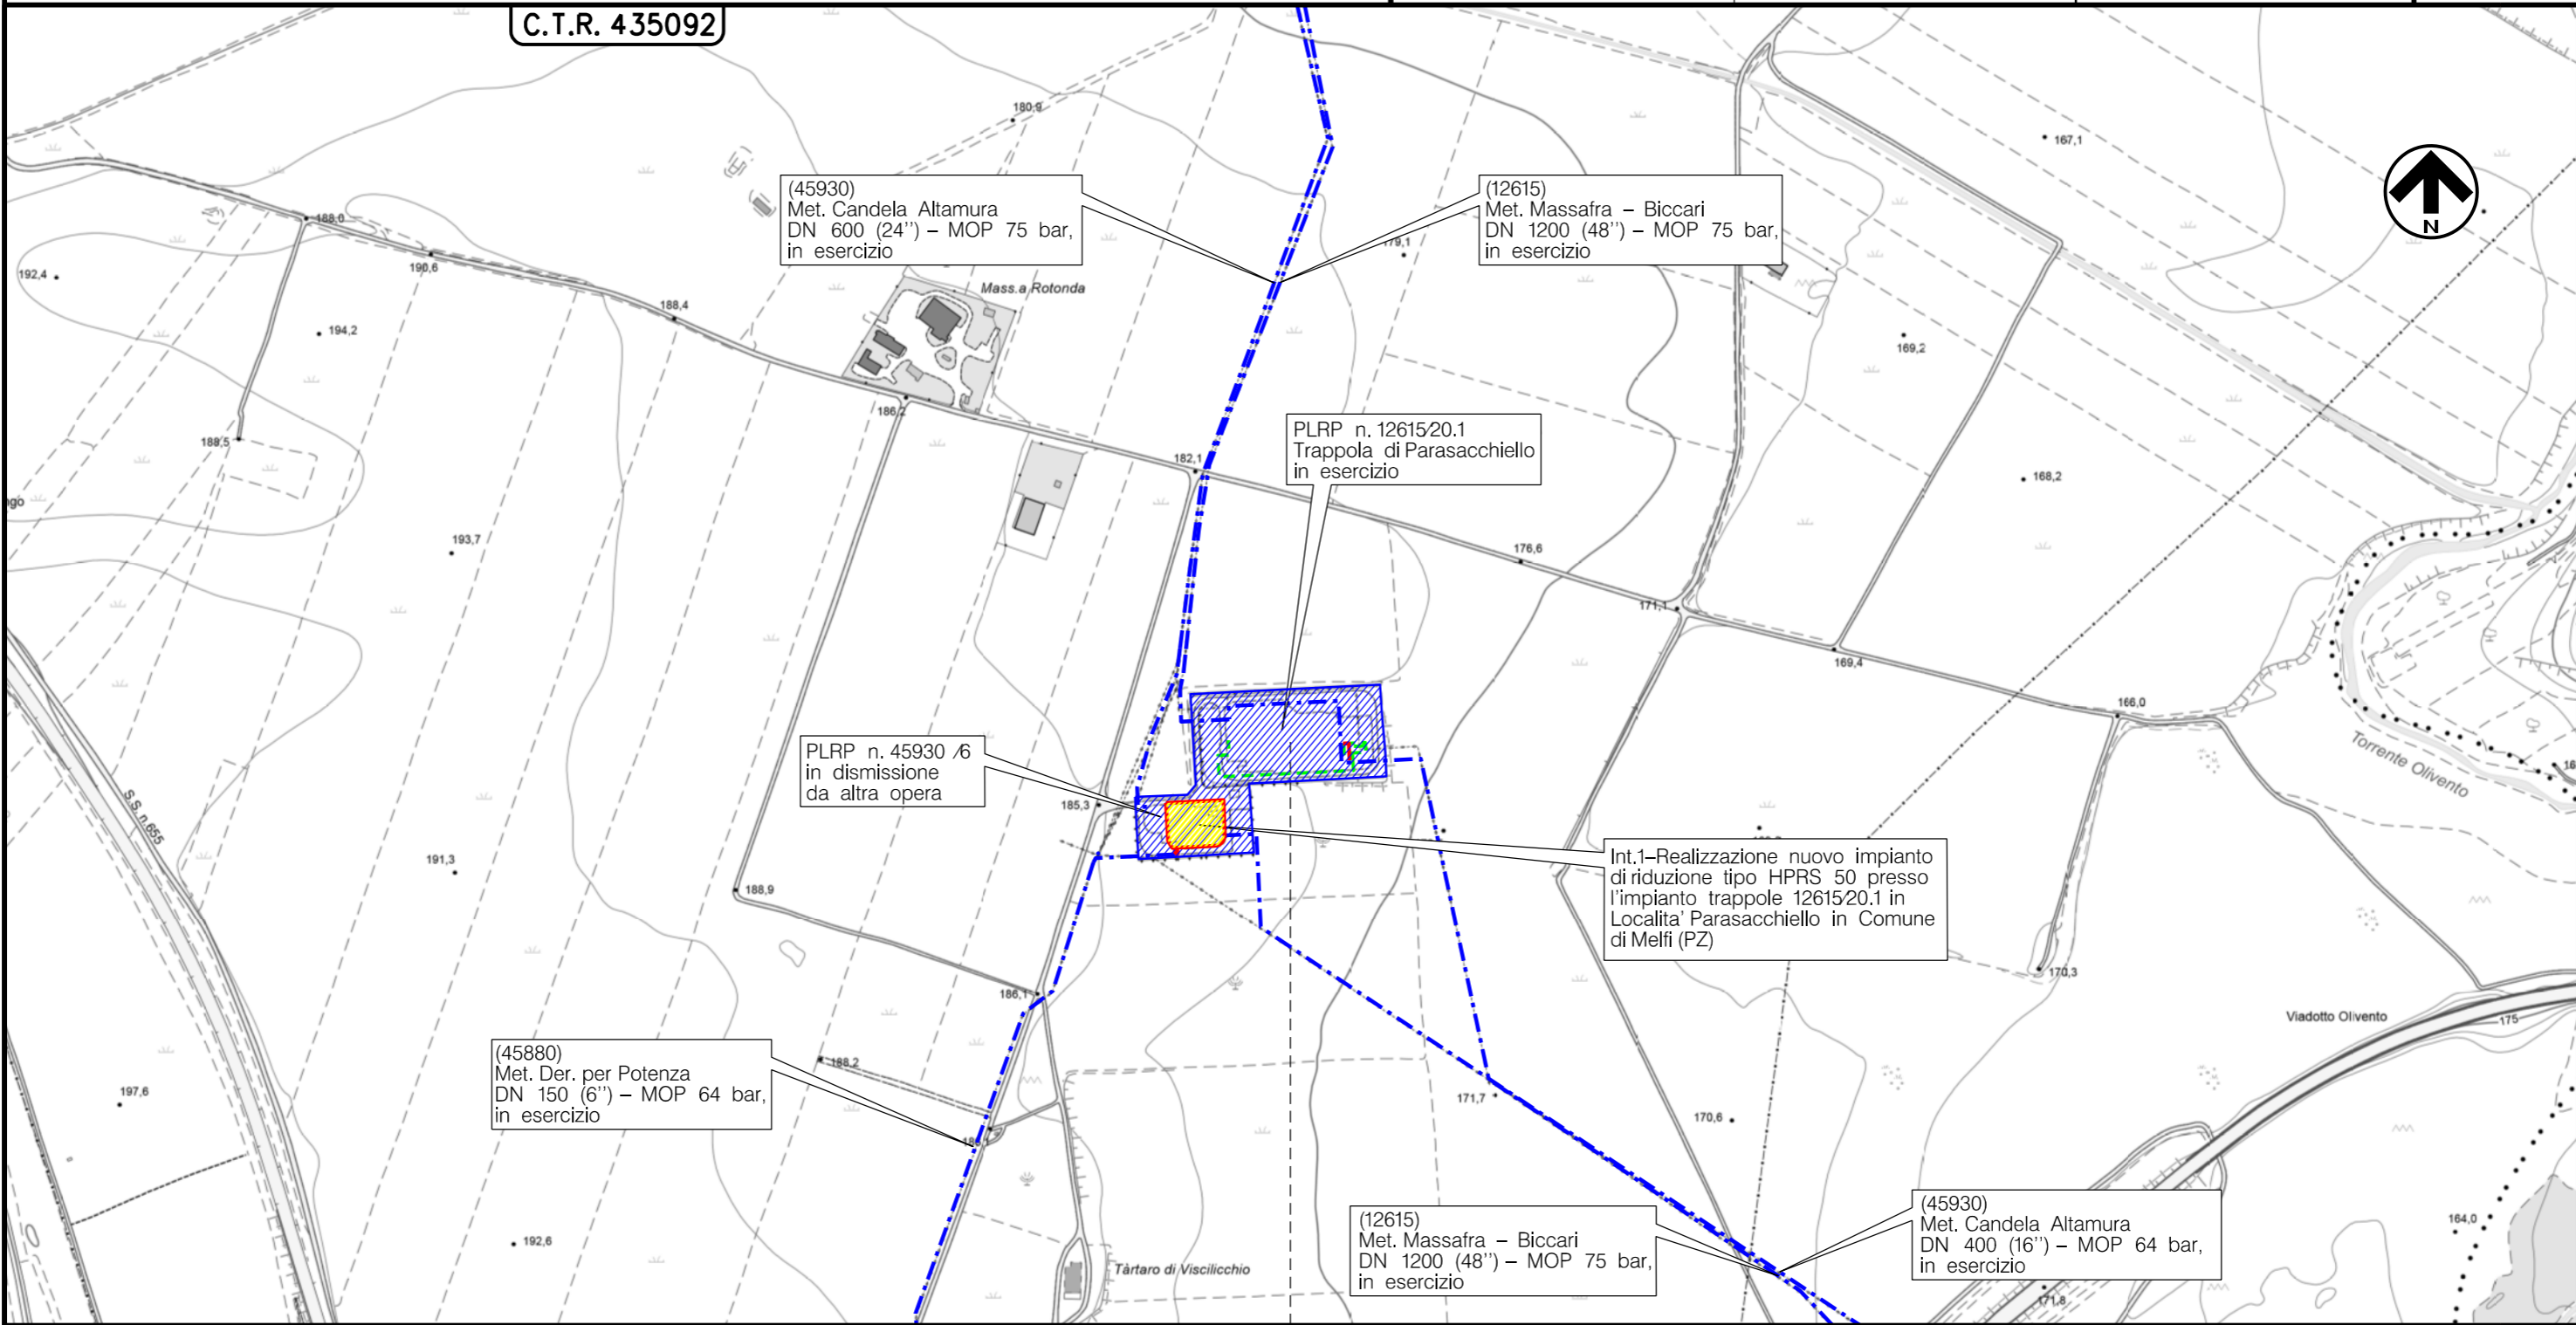 C.T.R. 435092
180,9
167,1
(45930)
Met. Candela Altamura
DN 600 (24'') – MOP 75 bar,
in esercizio
(12615)
Met. Massafra – Biccari
DN 1200 (48'') – MOP 75 bar,
in esercizio
N
188,0
179,1
192,4
190,6
Mass.a Rotonda
188,4
194,2
169,2
186,2
188,5
PLRP n. 12615/20.1
Trappola di Parasacchiello
in esercizio
182,1
168,2
193,7
176,6
171,1
169,4
166,0
Torrente Olivento
PLRP n. 45930 /6
in dismissione
da altra opera
185,3
S.S. n.655
191,3
188,9
Int.1–Realizzazione nuovo impianto
di riduzione tipo HPRS 50 presso
l'impianto trappole 12615/20.1 in
Localita' Parasacchiello in Comune
di Melfi (PZ)
170,3
186,1
Viadotto Olivento
175
(45880)
Met. Der. per Potenza
DN 150 (6'') – MOP 64 bar,
in esercizio
188,2
197,6
171,7
170,6
192,6
Tàrtaro di Viscilicchio
(12615)
Met. Massafra – Biccari
DN 1200 (48'') – MOP 75 bar,
in esercizio
(45930)
Met. Candela Altamura
DN 400 (16'') – MOP 64 bar,
in esercizio
164,0
171,8